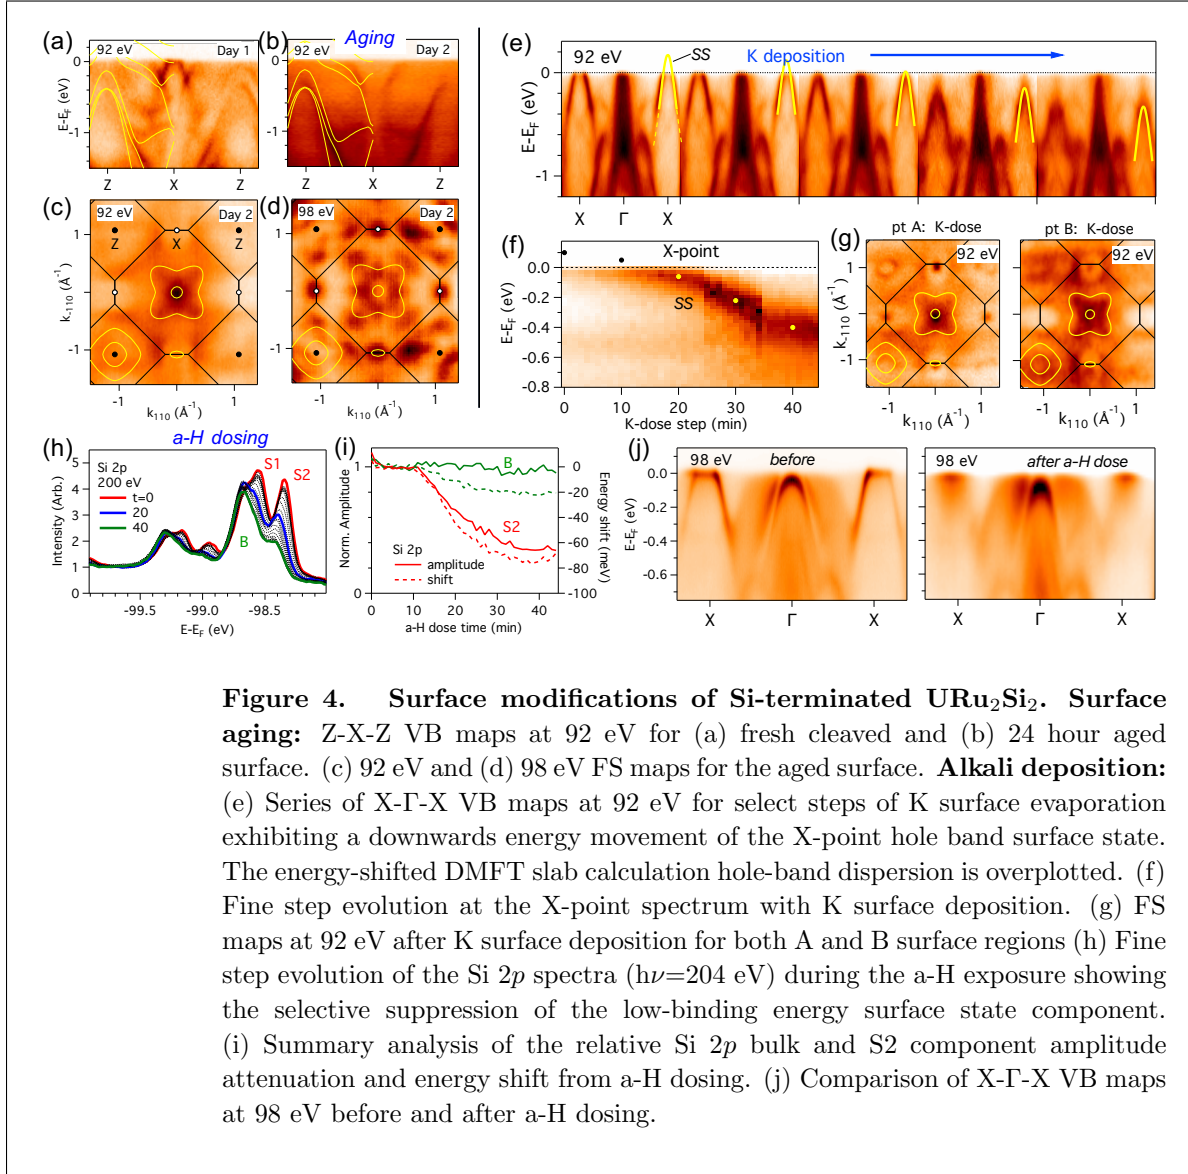 (a) 92 eV Day 1
(b) 92 eV Aging Day 2
E-E_F (eV)
0
-1
Z X Z Z X Z
(c) 92 eV Day 2
Z X Z
(d) 98 eV Day 2
k_-110 (Å^-1)
1
0
-1
-1 0 1 -1 0 1
k_110 (Å^-1) k_110 (Å^-1)
(e) 92 eV SS K deposition
E-E_F (eV)
0
-1
X Γ X
(f) X-point
SS
E-E_F (eV)
0.0
-0.2
-0.4
-0.6
-0.8
0 10 20 30 40
K-dose step (min)
(g) pt A: K-dose pt B: K-dose
92 eV 92 eV
k_-110 (Å^-1)
1
0
-1
-1 0 1 -1 0 1
k_110 (Å^-1) k_110 (Å^-1)
(h) a-H dosing
Si 2p
200 eV
t=0
20
40
S1
S2
B
Intensity (Arb.)
5
4
3
2
1
0
-99.5 -99.0 -98.5
E-E_F (eV)
(i)
B
S2
Si 2p
amplitude
shift
Norm. Amplitude
1
0
Energy shift (meV)
0
-20
-40
-60
-80
-100
0 10 20 30 40
a-H dose time (min)
(j) 98 eV before
98 eV after a-H dose
E-E_F (eV)
0.0
-0.2
-0.4
-0.6
X Γ X X Γ X
Figure 4. Surface modifications of Si-terminated URu₂Si₂. Surface
aging: Z-X-Z VB maps at 92 eV for (a) fresh cleaved and (b) 24 hour aged
surface. (c) 92 eV and (d) 98 eV FS maps for the aged surface. Alkali deposition:
(e) Series of X-Γ-X VB maps at 92 eV for select steps of K surface evaporation
exhibiting a downwards energy movement of the X-point hole band surface state.
The energy-shifted DMFT slab calculation hole-band dispersion is overplotted. (f)
Fine step evolution at the X-point spectrum with K surface deposition. (g) FS
maps at 92 eV after K surface deposition for both A and B surface regions (h) Fine
step evolution of the Si 2p spectra (hν=204 eV) during the a-H exposure showing
the selective suppression of the low-binding energy surface state component.
(i) Summary analysis of the relative Si 2p bulk and S2 component amplitude
attenuation and energy shift from a-H dosing. (j) Comparison of X-Γ-X VB maps
at 98 eV before and after a-H dosing.